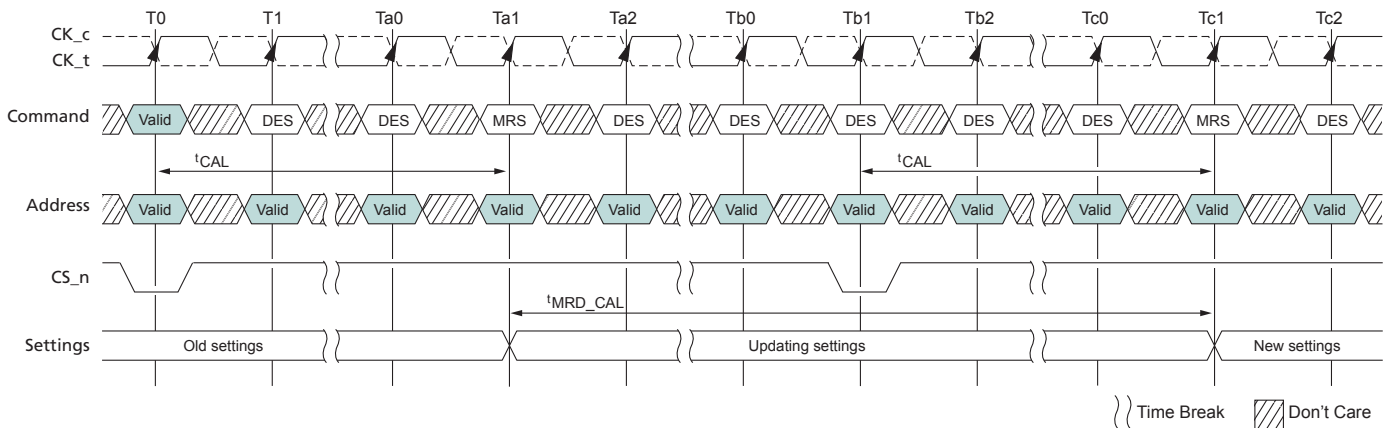 T0 T1 Ta0 Ta1 Ta2 Tb0 Tb1 Tb2 Tc0 Tc1 Tc2
CK_c
CK_t
Command Valid DES DES MRS DES DES DES DES DES MRS DES
tCAL tCAL
Address Valid Valid Valid Valid Valid Valid Valid Valid Valid Valid Valid
CS_n
tMRD_CAL
Settings Old settings Updating settings New settings
Time Break Don't Care